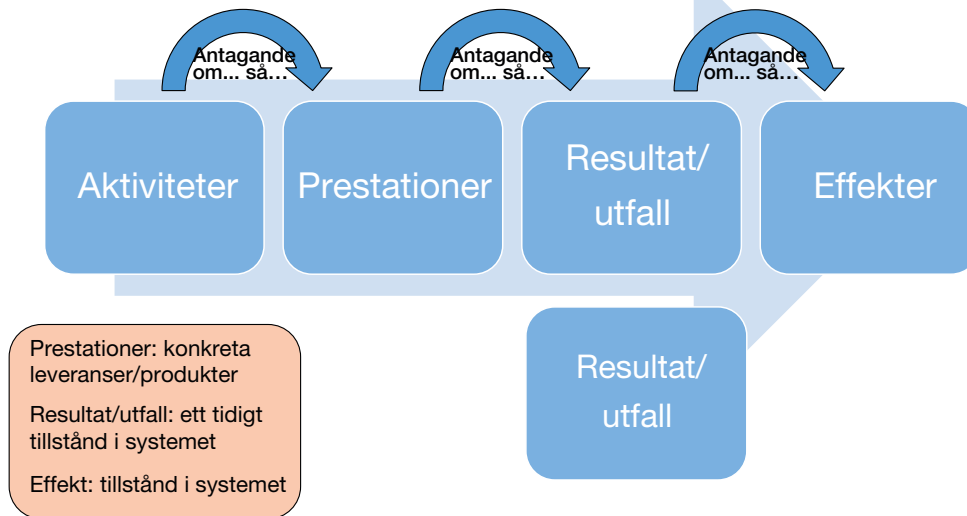 Antagande
om... så...
Antagande
om... så...
Antagande
om... så...
Aktiviteter
Prestationer
Resultat/
utfall
Effekter
Resultat/
utfall
Prestationer: konkreta
leveranser/produkter
Resultat/utfall: ett tidigt
tillstånd i systemet
Effekt: tillstånd i systemet